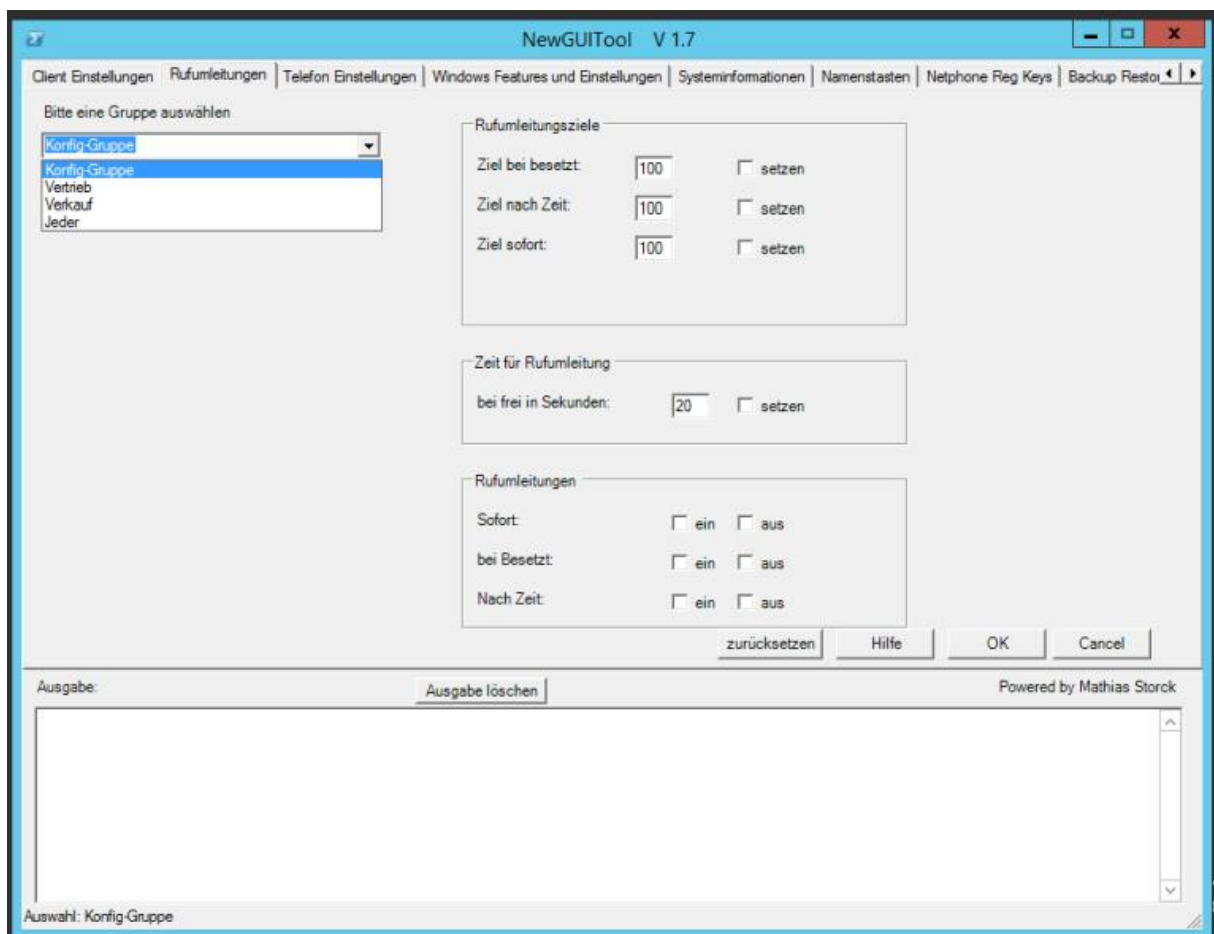 NewGUITool V 1.7
Client Einstellungen Rufumleitungen Telefon Einstellungen Windows Features und Einstellungen Systeminformationen Namenstasten Netphone Reg Keys Backup
Bitte eine Gruppe auswählen
Konfig-Gruppe
Konfig-Gruppe
Vertrieb
Verkauf
Jeder
Rufumleitungsziele
Ziel bei besetzt: 100 setzen
Ziel nach Zeit: 100 setzen
Ziel sofort: 100 setzen
Zeit für Rufumleitung
bei frei in Sekunden: 20 setzen
Rufumleitungen
Sofort: ein aus
bei Besetzt: ein aus
Nach Zeit: ein aus
zurücksetzen Hilfe OK Cancel
Ausgabe: Ausgabe löschen Powered by Mathias Storck
Auswahl: Konfig-Gruppe